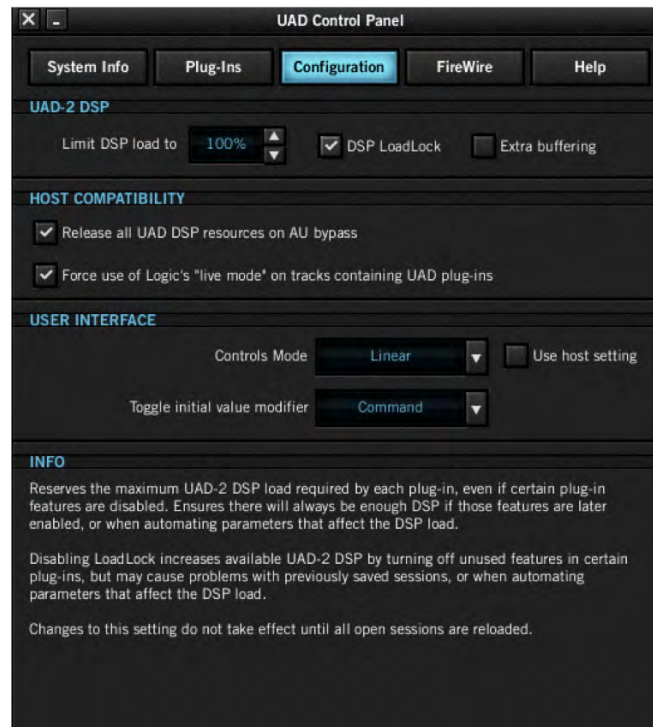 UAD Control Panel
System Info Plug-Ins Configuration FireWire Help
UAD-2 DSP
Limit DSP load to 100% DSP LoadLock Extra buffering
HOST COMPATIBILITY
Release all UAD DSP resources on AU bypass
Force use of Logic's "live mode" on tracks containing UAD plug-ins
USER INTERFACE
Controls Mode Linear Use host setting
Toggle initial value modifier Command
INFO
Reserves the maximum UAD-2 DSP load required by each plug-in, even if certain plug-in
features are disabled. Ensures there will always be enough DSP if those features are later
enabled, or when automating parameters that affect the DSP load.
Disabling LoadLock increases available UAD-2 DSP by turning off unused features in certain
plug-ins, but may cause problems with previously saved sessions, or when automating
parameters that affect the DSP load.
Changes to this setting do not take effect until all open sessions are reloaded.